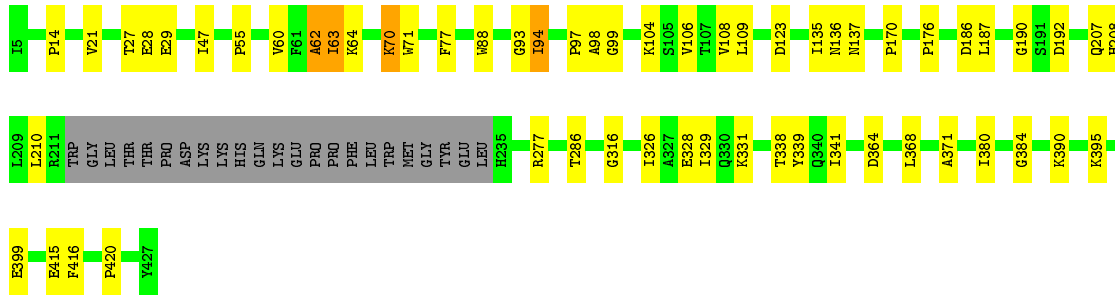 I5 P14 V21 T27 E28 E29 I47 P55 V60 F61 A62 I63 K64 K70 W71 F77 W88 G93 I94 P97 A98 G99 K104 S105 V106 T107 V108 L109 D123 I135 N136 N137 P170 P176 D186 L187 G190 S191 D192 Q207 H208
L209 L210 R211 TRP GLY LEU THR THR PRO ASP LYS LYS HIS GLN LYS GLU PRO PRO PHE LEU TRP MET GLY TYR GLU LEU H235 R277 T286 G316 I326 A327 E328 I329 Q330 K331 T338 Y339 Q340 I341 D364 L368 A371 I380 G384 K390 K395
E399 E415 F416 P420 Y427